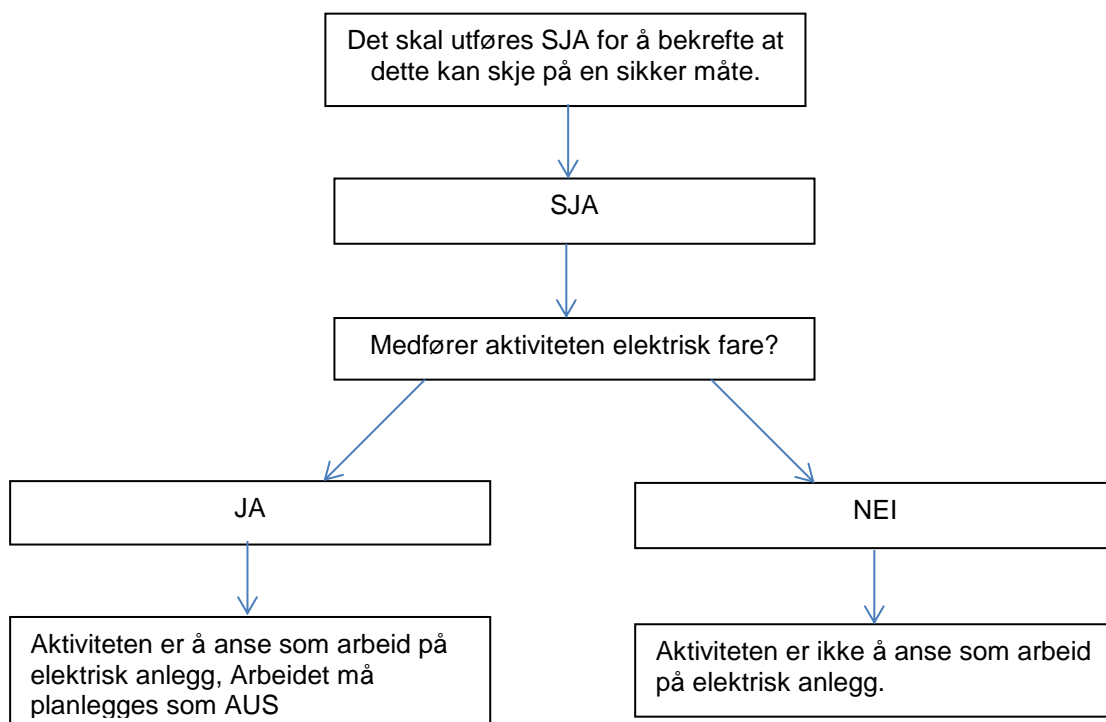 Det skal utføres SJA for å bekrefte at
dette kan skje på en sikker måte.
SJA
Medfører aktiviteten elektrisk fare?
JA
NEI
Aktiviteten er å anse som arbeid på
elektrisk anlegg, Arbeidet må
planlegges som AUS
Aktiviteten er ikke å anse som arbeid
på elektrisk anlegg.